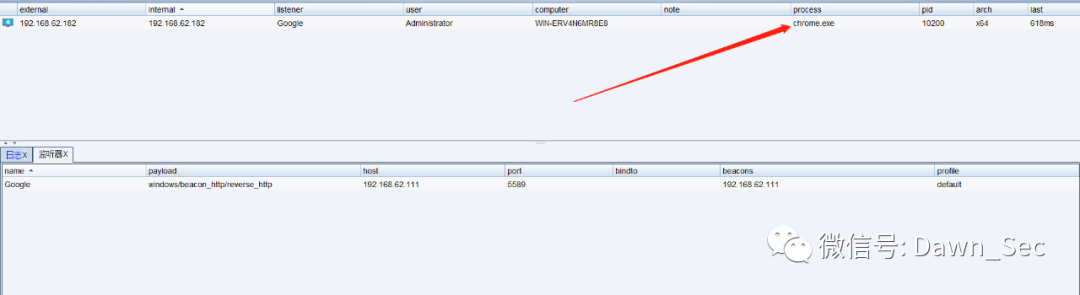 external internal listener user computer note process pid arch last
192.168.62.182 192.168.62.182 Google Administrator WIN-ERV4N6MR8E8 chrome.exe 10200 x64 618ms
日志X 监听器X
name payload host port bindto beacons profile
Google windows/beacon_http/reverse_http 192.168.62.111 5589 192.168.62.111 default
微信号: Dawn_Sec